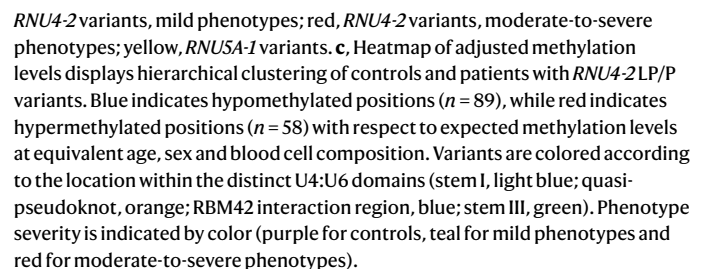 RNU4-2 variants, mild phenotypes; red, RNU4-2 variants, moderate-to-severe
phenotypes; yellow, RNU5A-1 variants. c, Heatmap of adjusted methylation
levels displays hierarchical clustering of controls and patients with RNU4-2 LP/P
variants. Blue indicates hypomethylated positions (n = 89), while red indicates
hypermethylated positions (n = 58) with respect to expected methylation levels
at equivalent age, sex and blood cell composition. Variants are colored according
to the location within the distinct U4:U6 domains (stem I, light blue; quasi-
pseudoknot, orange; RBM42 interaction region, blue; stem III, green). Phenotype
severity is indicated by color (purple for controls, teal for mild phenotypes and
red for moderate-to-severe phenotypes).